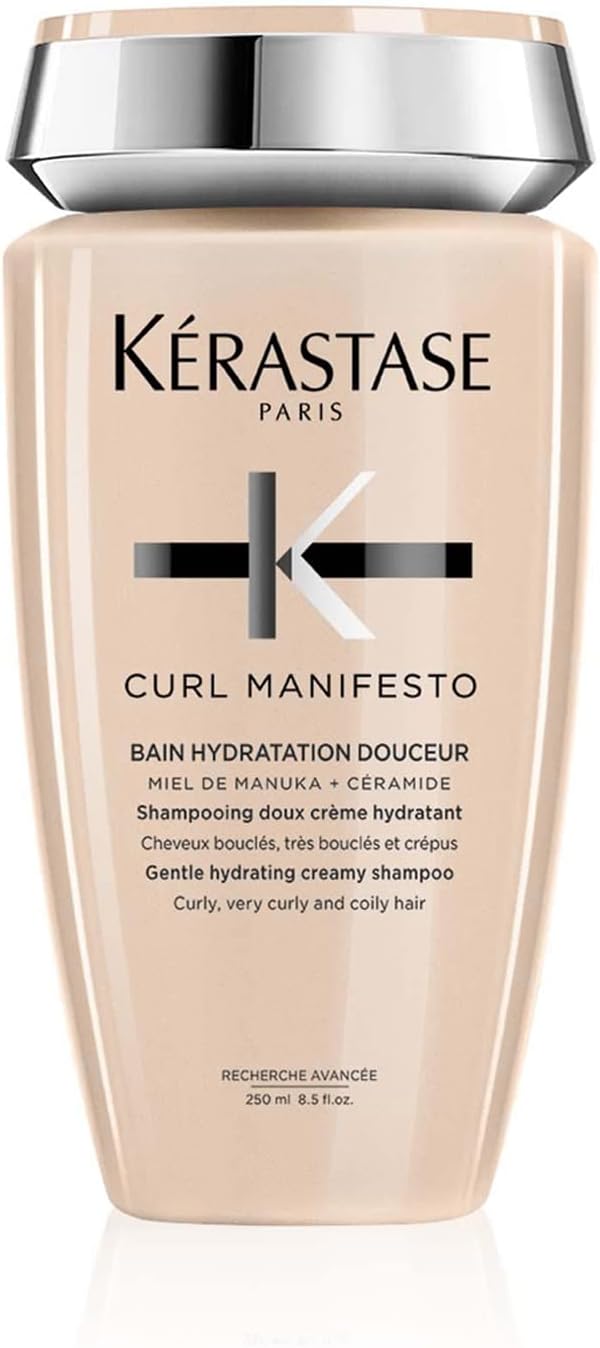 KÉRASTASE
PARIS
K
CURL MANIFESTO
BAIN HYDRATATION DOUCEUR
MIEL DE MANUKA + CÉRAMIDE
Shampooing doux crème hydratant
Cheveux bouclés, très bouclés et crépus
Gentle hydrating creamy shampoo
Curly, very curly and coily hair
RECHERCHE AVANCÉE
250 ml 8.5 fl.oz.